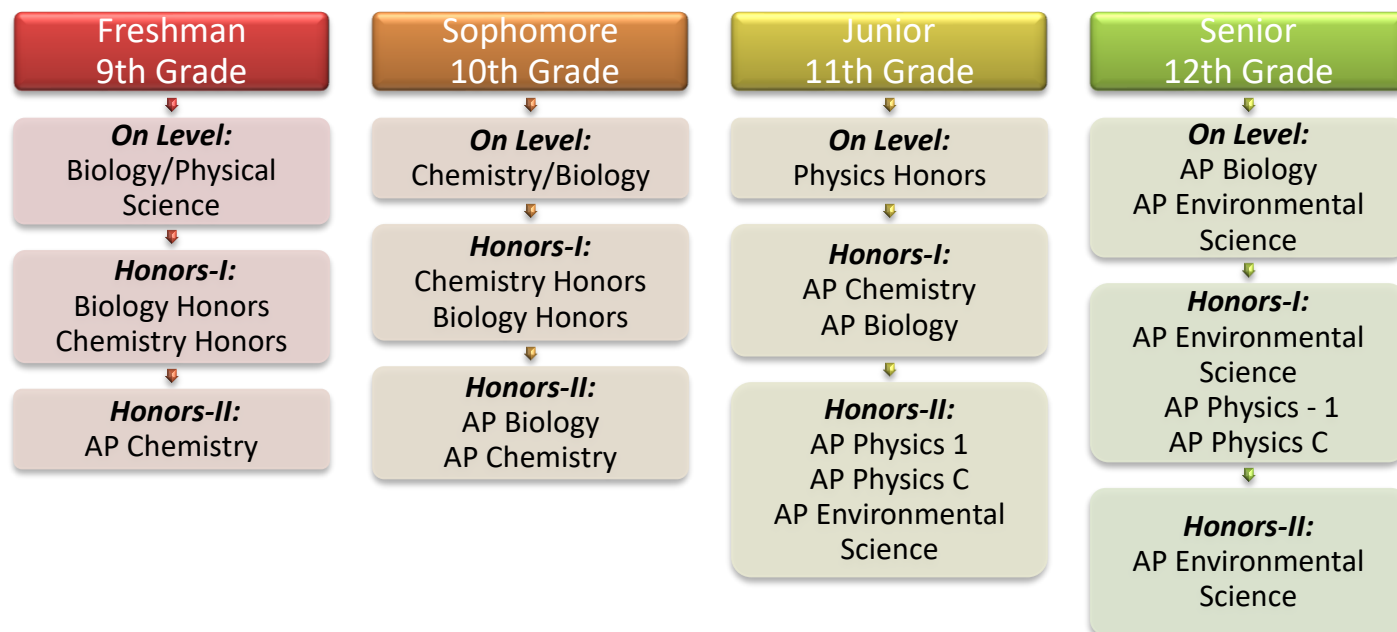 Freshman
9th Grade
On Level:
Biology/Physical
Science
Honors-I:
Biology Honors
Chemistry Honors
Honors-II:
AP Chemistry
Sophomore
10th Grade
On Level:
Chemistry/Biology
Honors-I:
Chemistry Honors
Biology Honors
Honors-II:
AP Biology
AP Chemistry
Junior
11th Grade
On Level:
Physics Honors
Honors-I:
AP Chemistry
AP Biology
Honors-II:
AP Physics 1
AP Physics C
AP Environmental
Science
Senior
12th Grade
On Level:
AP Biology
AP Environmental
Science
Honors-I:
AP Environmental
Science
AP Physics - 1
AP Physics C
Honors-II:
AP Environmental
Science